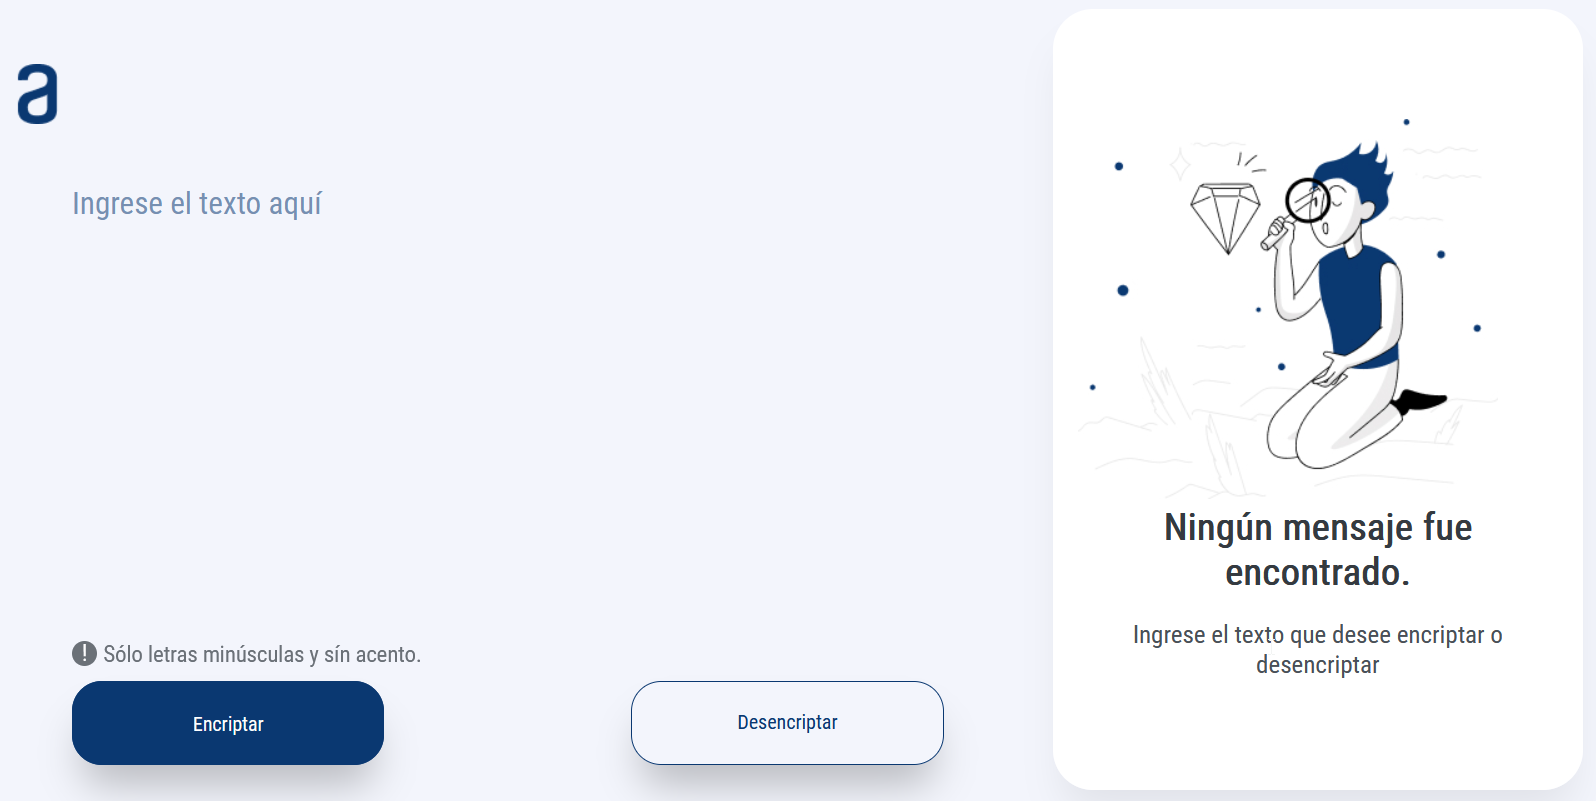 a
Ingrese el texto aquí
! Sólo letras minúsculas y sín acento.
Encriptar
Desencriptar
Ningún mensaje fue
encontrado.
Ingrese el texto que desee encriptar o
desencriptar